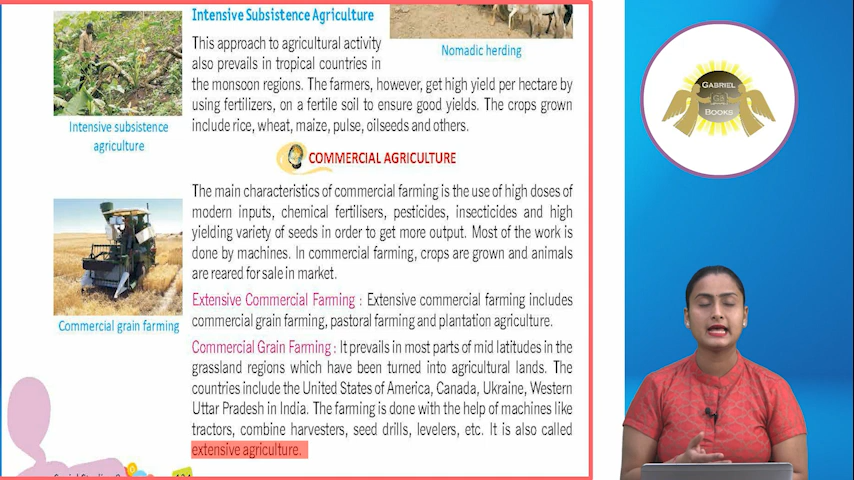 Intensive Subsistence Agriculture
This approach to agricultural activity
also prevails in tropical countries in
the monsoon regions. The farmers, however, get high yield per hectare by
using fertilizers, on a fertile soil to ensure good yields. The crops grown
include rice, wheat, maize, pulse, oilseeds and others.
Nomadic herding
Intensive subsistence
agriculture
COMMERCIAL AGRICULTURE
The main characteristics of commercial farming is the use of high doses of
modern inputs, chemical fertilisers, pesticides, insecticides and high
yielding variety of seeds in order to get more output. Most of the work is
done by machines. In commercial farming, crops are grown and animals
are reared for sale in market.
Extensive Commercial Farming : Extensive commercial farming includes
commercial grain farming, pastoral farming and plantation agriculture.
Commercial grain farming
Commercial Grain Farming : It prevails in most parts of mid latitudes in the
grassland regions which have been turned into agricultural lands. The
countries include the United States of America, Canada, Ukraine, Western
Uttar Pradesh in India. The farming is done with the help of machines like
tractors, combine harvesters, seed drills, levelers, etc. It is also called
extensive agriculture.
GABRIEL
BOOKS